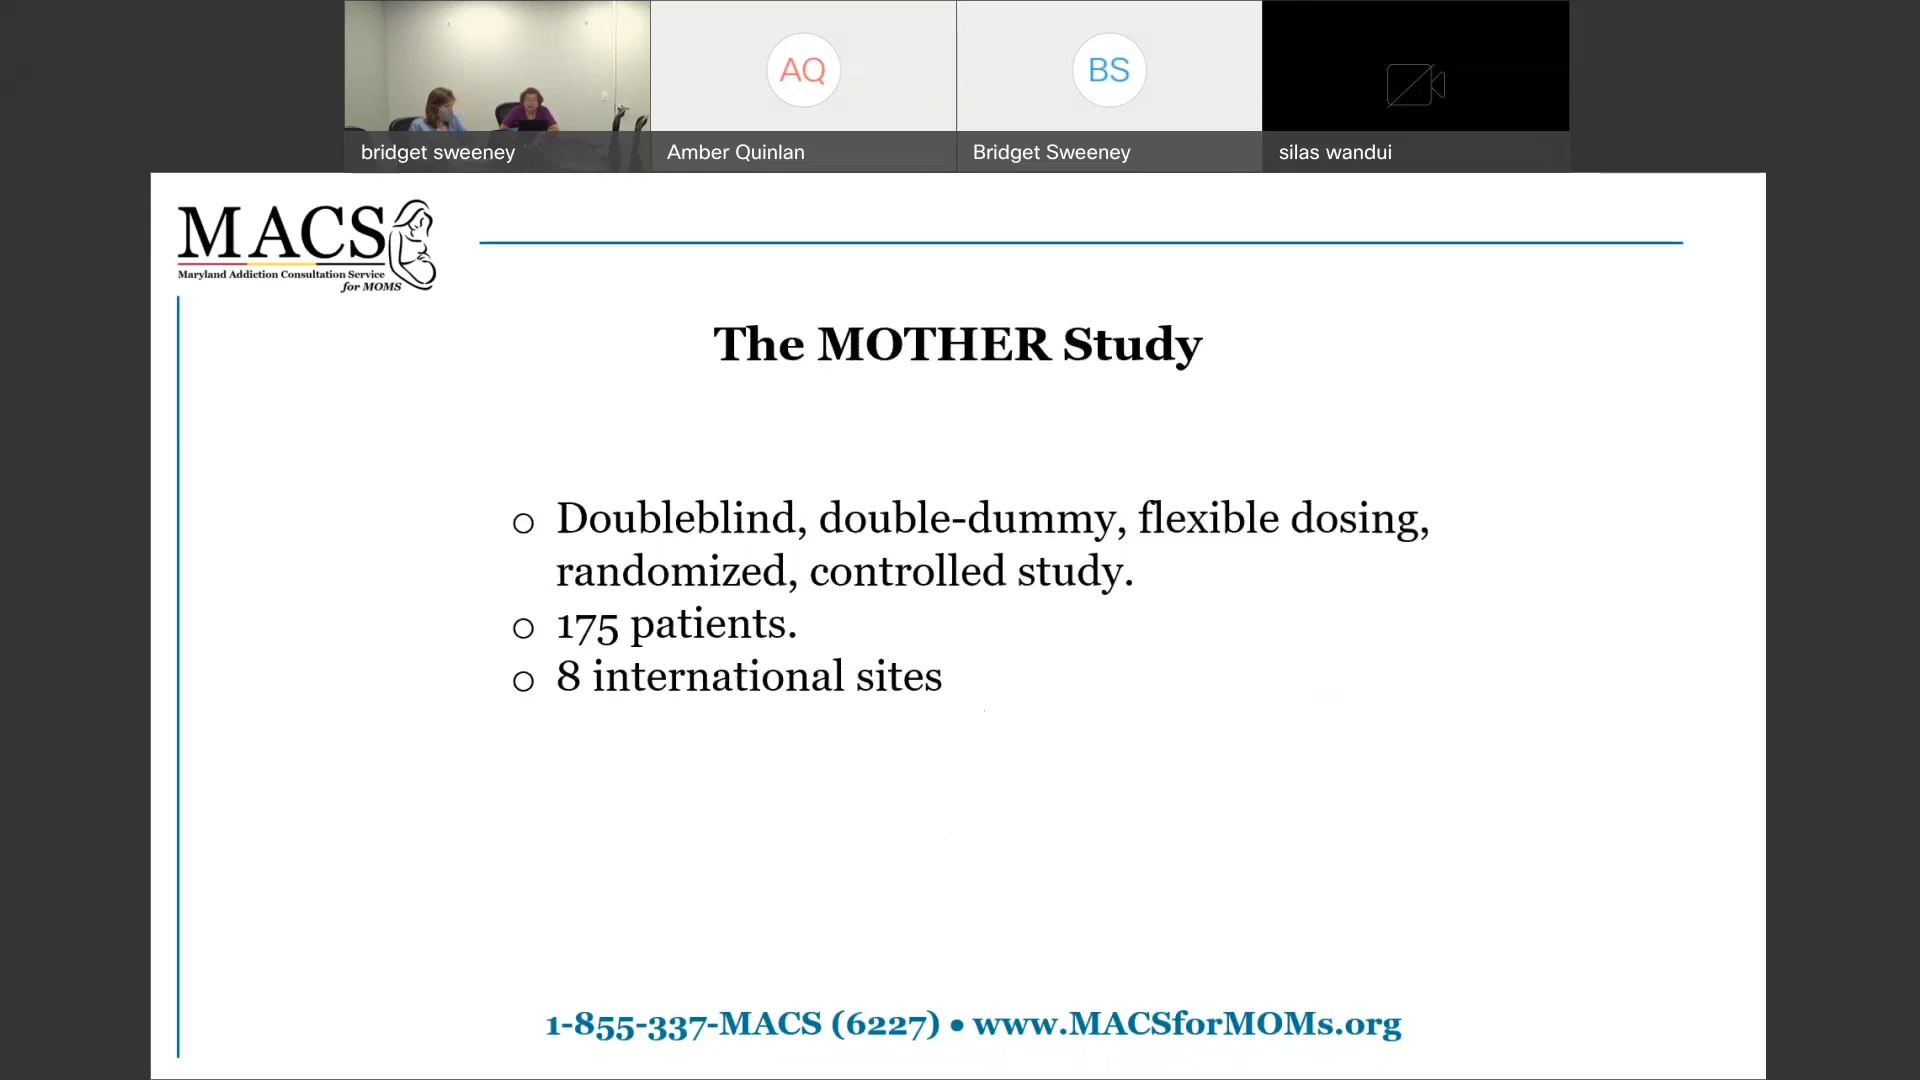 AQ
BS
bridget sweeney
Amber Quinlan
Bridget Sweeney
silas wandui
MACS
Maryland Addiction Consultation Service
for MOMS
The MOTHER Study
o Doubleblind, double-dummy, flexible dosing,
randomized, controlled study.
o 175 patients.
o 8 international sites
1-855-337-MACS (6227) • www.MACSforMOMs.org